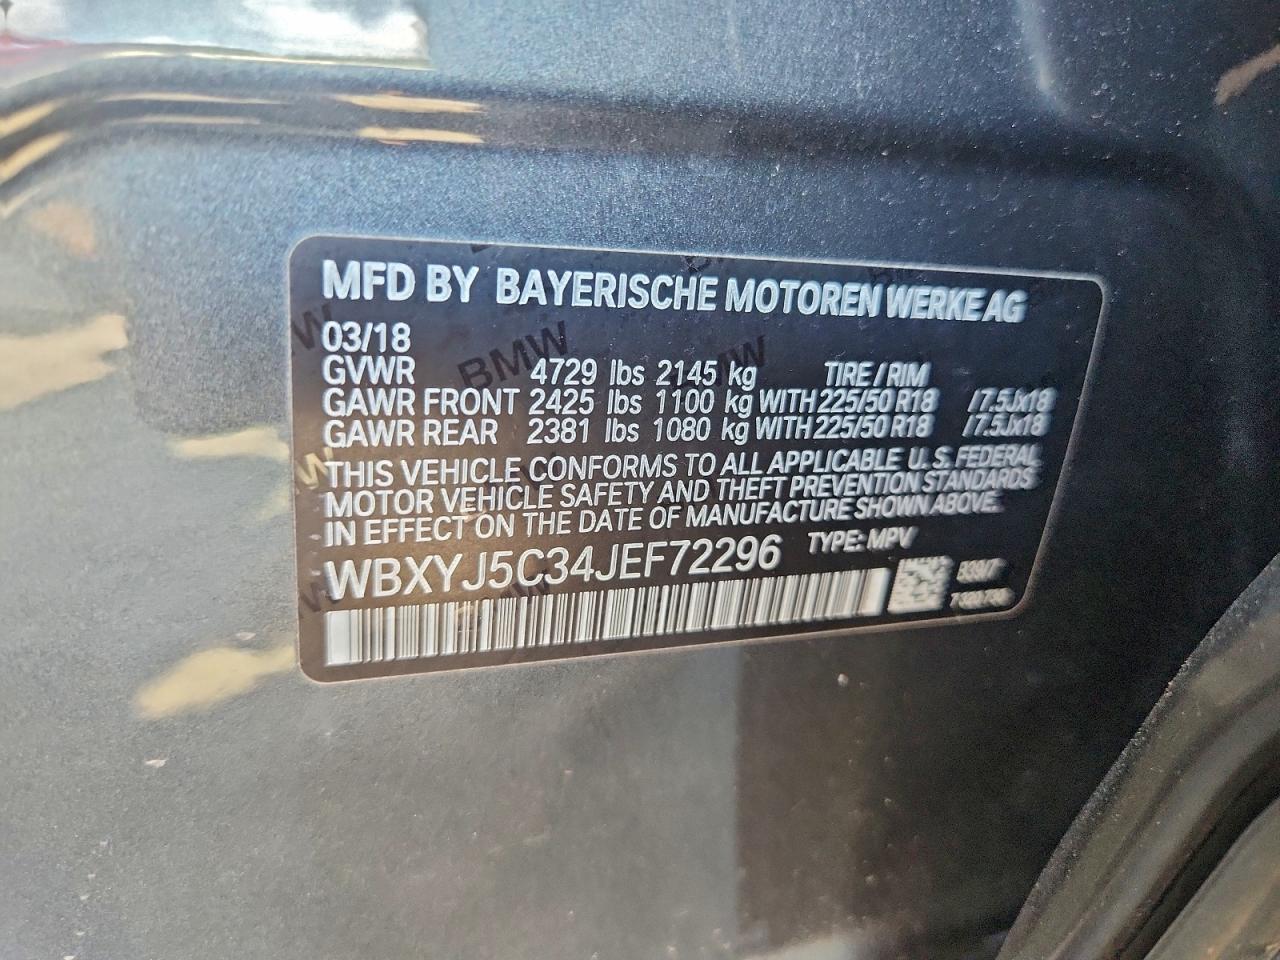 MFD BY BAYERISCHE MOTOREN WERKE AG
03/18
GVWR 4729 lbs 2145 kg TIRE / RIM
GAWR FRONT 2425 lbs 1100 kg WITH 225/50 R18 / 7.5Jx18
GAWR REAR 2381 lbs 1080 kg WITH 225/50 R18 / 7.5Jx18
THIS VEHICLE CONFORMS TO ALL APPLICABLE U. S. FEDERAL
MOTOR VEHICLE SAFETY AND THEFT PREVENTION STANDARDS
IN EFFECT ON THE DATE OF MANUFACTURE SHOWN ABOVE.
WBXYJ5C34JEF72296 TYPE: MPV